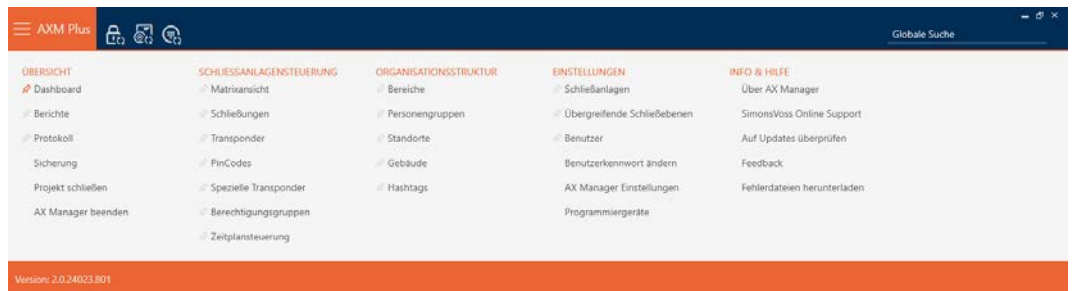 AXM Plus
Globale Suche
ÜBERSICHT
Dashboard
Berichte
Protokoll
Sicherung
Projekt schließen
AX Manager beenden
SCHLIESSANLAGENSTEUERUNG
Matrixansicht
Schließungen
Transponder
PinCodes
Spezielle Transponder
Berechtigungsgruppen
Zeitplansteuerung
ORGANISATIONSSTRUKTUR
Bereiche
Personengruppen
Standorte
Gebäude
Hashtags
EINSTELLUNGEN
Schließanlagen
Übergreifende Schließebenen
Benutzer
Benutzerkennwort ändern
AX Manager Einstellungen
Programmiergeräte
INFO & HILFE
Über AX Manager
SimonsVoss Online Support
Auf Updates überprüfen
Feedback
Fehlerdateien herunterladen
Version: 2.0.24023.801